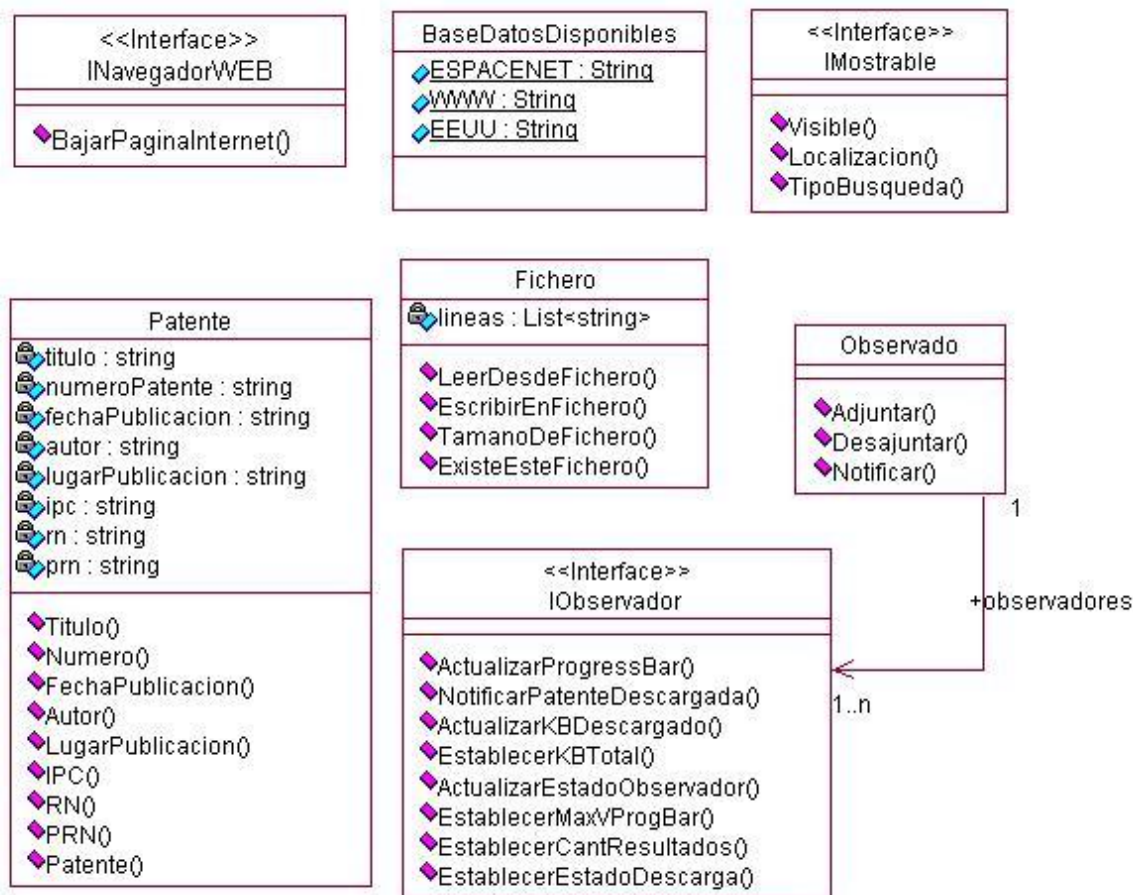 <<Interface>>
INavegadorWEB
BajarPaginaInternet()
BaseDatosDisponibles
ESPACENET : String
WWW : String
EEUU : String
<<Interface>>
IMostrable
Visible()
Localizacion()
TipoBusqueda()
Patente
titulo : string
numeroPatente : string
fechaPublicacion : string
autor : string
lugarPublicacion : string
ipc : string
rn : string
prn : string
Titulo()
Numero()
FechaPublicacion()
Autor()
LugarPublicacion()
IPC()
RN()
PRN()
Patente()
Fichero
lineas : List<string>
LeerDesdeFichero()
EscribirEnFichero()
TamanoDeFichero()
ExisteEsteFichero()
Observado
Adjuntar()
Desajuntar()
Notificar()
1
+observadores
1..n
<<Interface>>
IObservador
ActualizarProgressBar()
NotificarPatenteDescargada()
ActualizarKBDescargado()
EstablecerKBTotal()
ActualizarEstadoObservador()
EstablecerMaxVProgBar()
EstablecerCantResultados()
EstablecerEstadoDescarga()